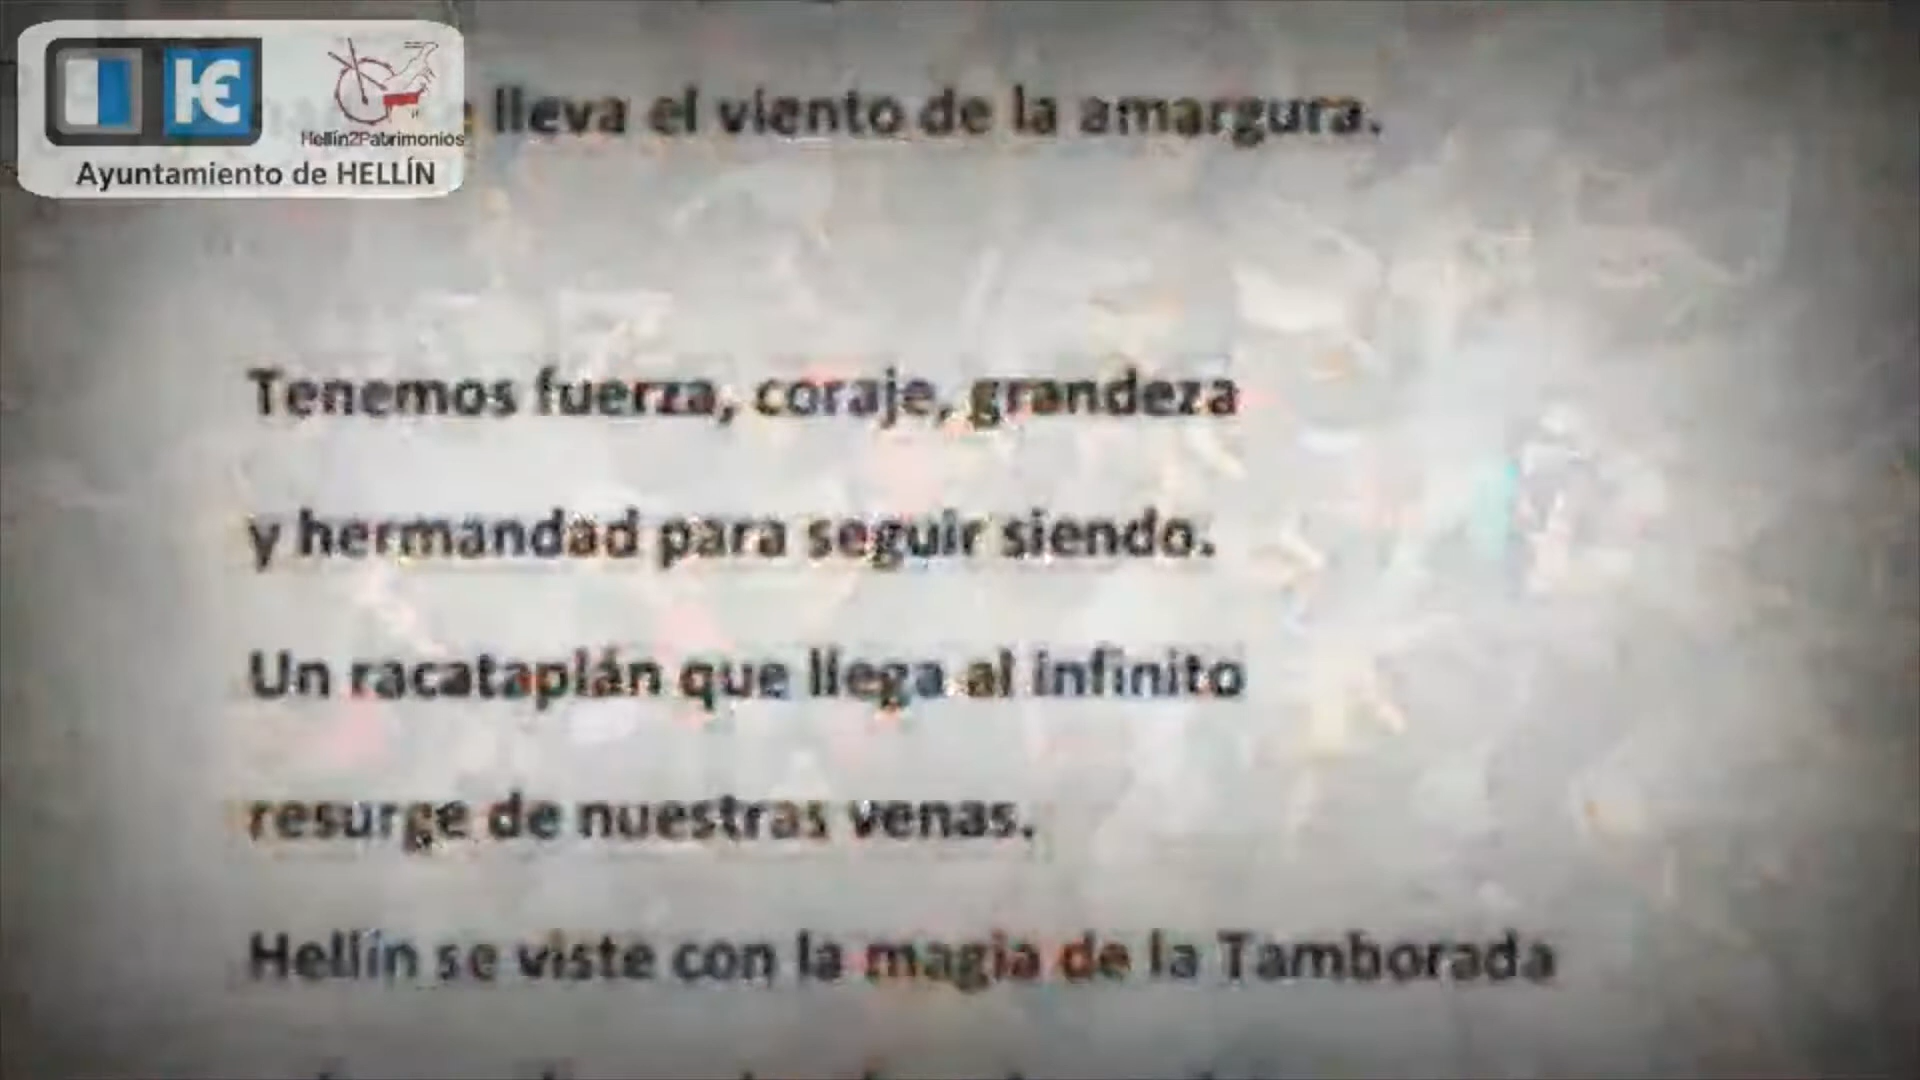 HЄ
Hellín2Patrimonios
Ayuntamiento de HELLÍN
lleva el viento de la amargura.
Tenemos fuerza, coraje, grandeza
y hermandad para seguir siendo.
Un racataplán que llega al infinito
resurge de nuestras venas.
Hellín se viste con la magia de la Tamborada